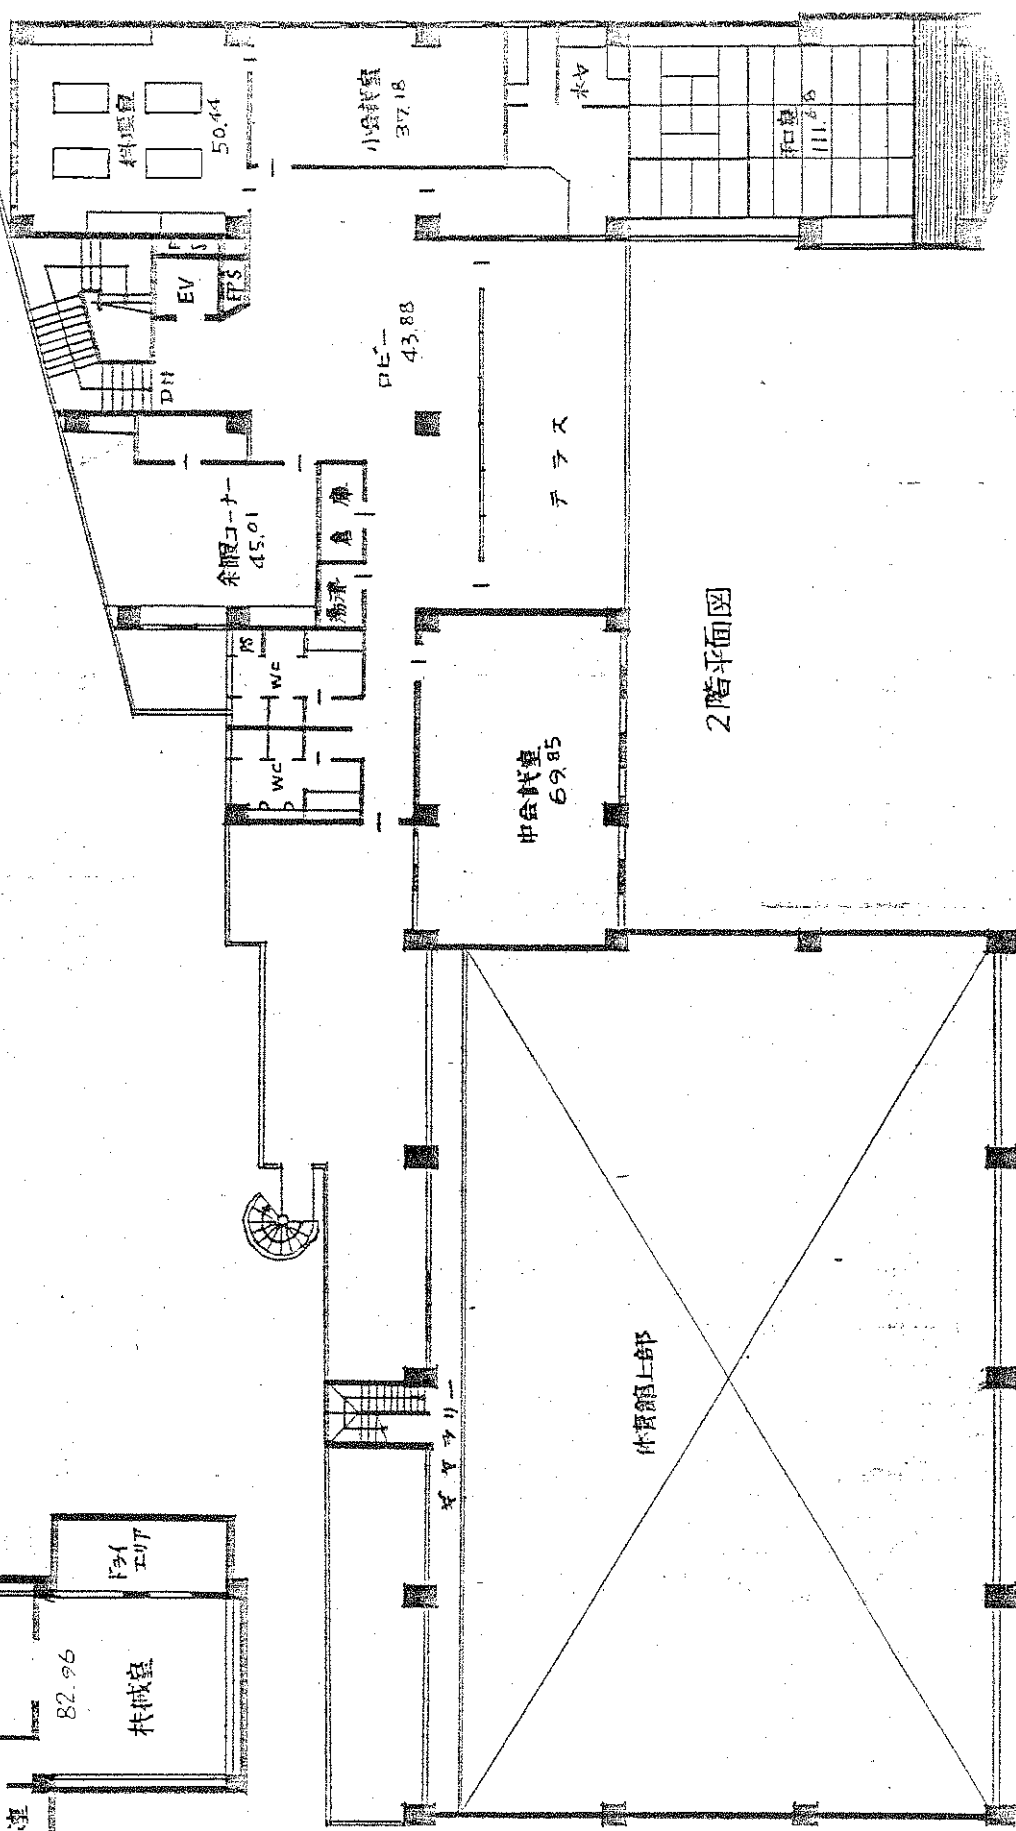 料理室
50.44
小会議室
37.18
水ヤ
和室
EV
EPS
DN
ロビー
43.88
テラス
余暇コーナー
45.01
倉庫
湯沸
PS
WC
WC
中会議室
69.85
2階平面図
ギャラリー
体育館上部
ドライ
エリア
82.96
機械室
室